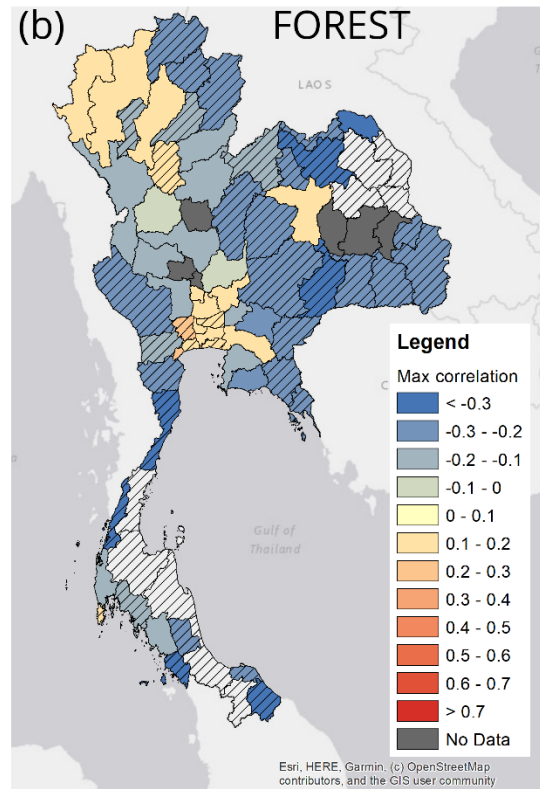 (b) FOREST
LAOS
Gulf of
Thailand
Legend
Max correlation
< -0.3
-0.3 - -0.2
-0.2 - -0.1
-0.1 - 0
0 - 0.1
0.1 - 0.2
0.2 - 0.3
0.3 - 0.4
0.4 - 0.5
0.5 - 0.6
0.6 - 0.7
> 0.7
No Data
Esri, HERE, Garmin, (c) OpenStreetMap
contributors, and the GIS user community